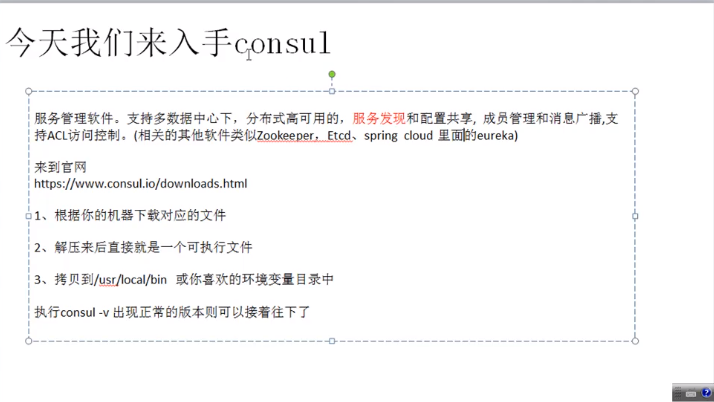 今天我们来入手consul
服务管理软件。支持多数据中心下，分布式高可用的，服务发现和配置共享, 成员管理和消息广播,支
持ACL访问控制。(相关的其他软件类似Zookeeper，Etcd、spring cloud 里面的eureka)
来到官网
https://www.consul.io/downloads.html
1、根据你的机器下载对应的文件
2、解压来后直接就是一个可执行文件
3、拷贝到/usr/local/bin 或你喜欢的环境变量目录中
执行consul -v 出现正常的版本则可以接着往下了